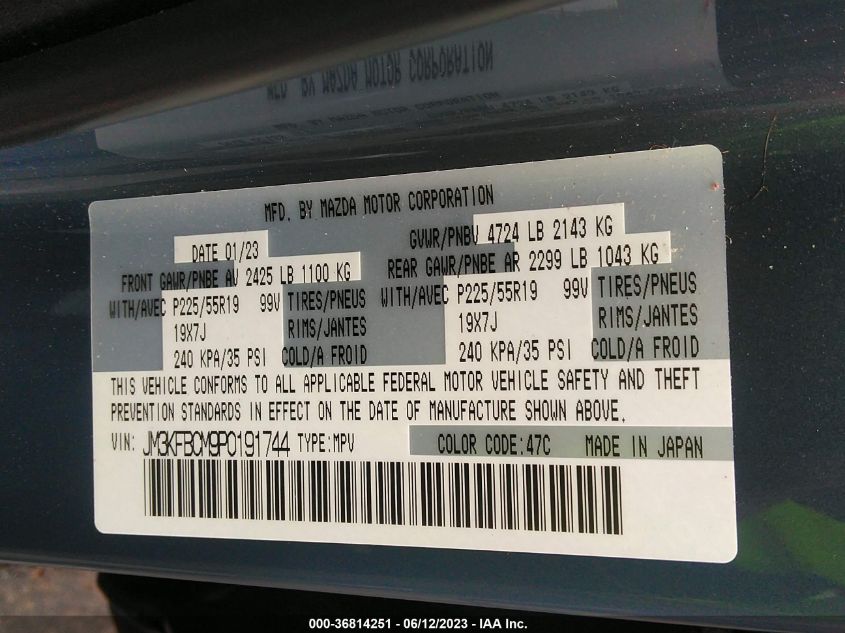 MFD. BY MAZDA MOTOR CORPORATION
DATE 01/23 GVWR/PNBV 4724 LB 2143 KG
FRONT GAWR/PNBE AV 2425 LB 1100 KG REAR GAWR/PNBE AR 2299 LB 1043 KG
WITH/AVEC P225/55R19 99V TIRES/PNEUS WITH/AVEC P225/55R19 99V TIRES/PNEUS
19X7J RIMS/JANTES 19X7J RIMS/JANTES
240 KPA/35 PSI COLD/A FROID 240 KPA/35 PSI COLD/A FROID
THIS VEHICLE CONFORMS TO ALL APPLICABLE FEDERAL MOTOR VEHICLE SAFETY AND THEFT
PREVENTION STANDARDS IN EFFECT ON THE DATE OF MANUFACTURE SHOWN ABOVE.
VIN: JM3KFBCM9P0191744 TYPE:MPV COLOR CODE:47C MADE IN JAPAN
000-36814251 - 06/12/2023 - IAA Inc.